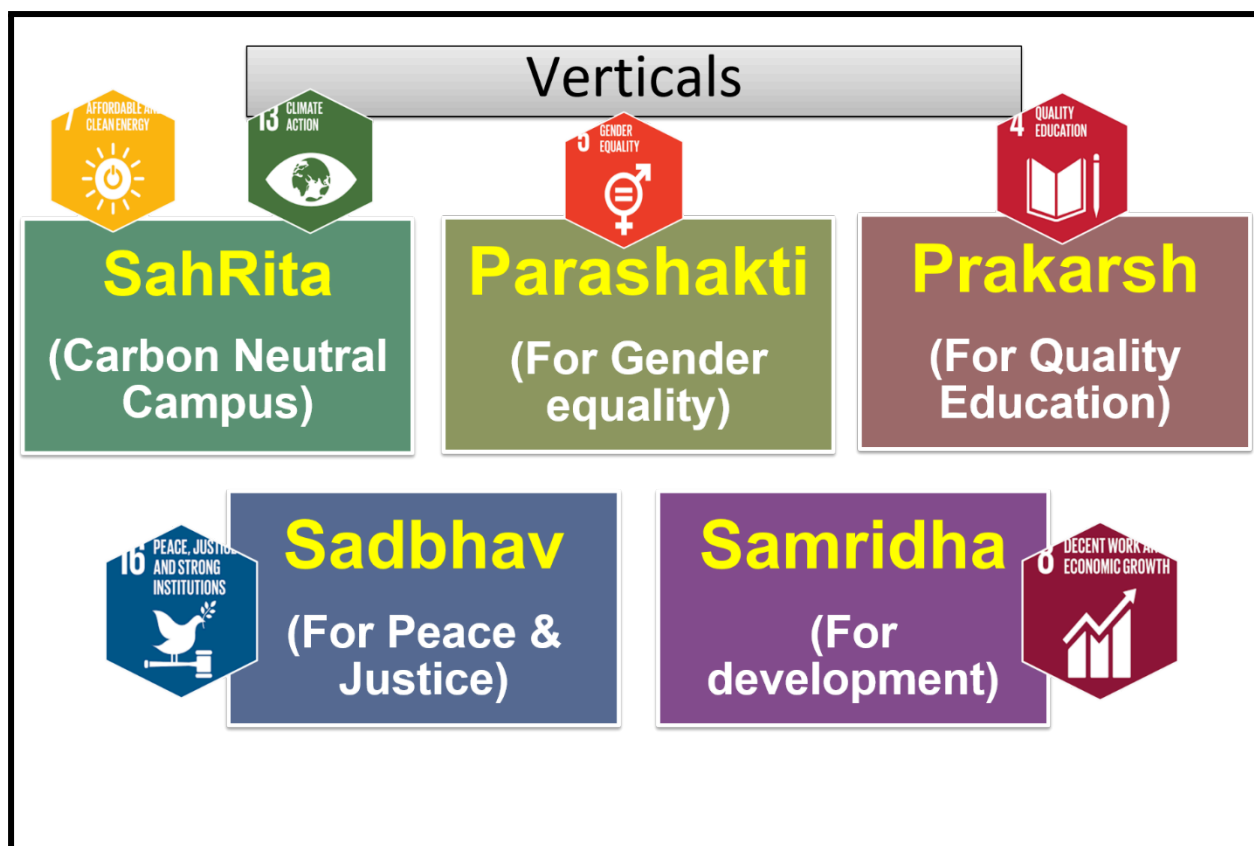 Verticals
7 AFFORDABLE AND
CLEAN ENERGY
13 CLIMATE
ACTION
5 GENDER
EQUALITY
4 QUALITY
EDUCATION
SahRita
(Carbon Neutral
Campus)
Parashakti
(For Gender
equality)
Prakarsh
(For Quality
Education)
16 PEACE, JUSTICE
AND STRONG
INSTITUTIONS
Sadbhav
(For Peace &
Justice)
Samridha
(For
development)
8 DECENT WORK AND
ECONOMIC GROWTH